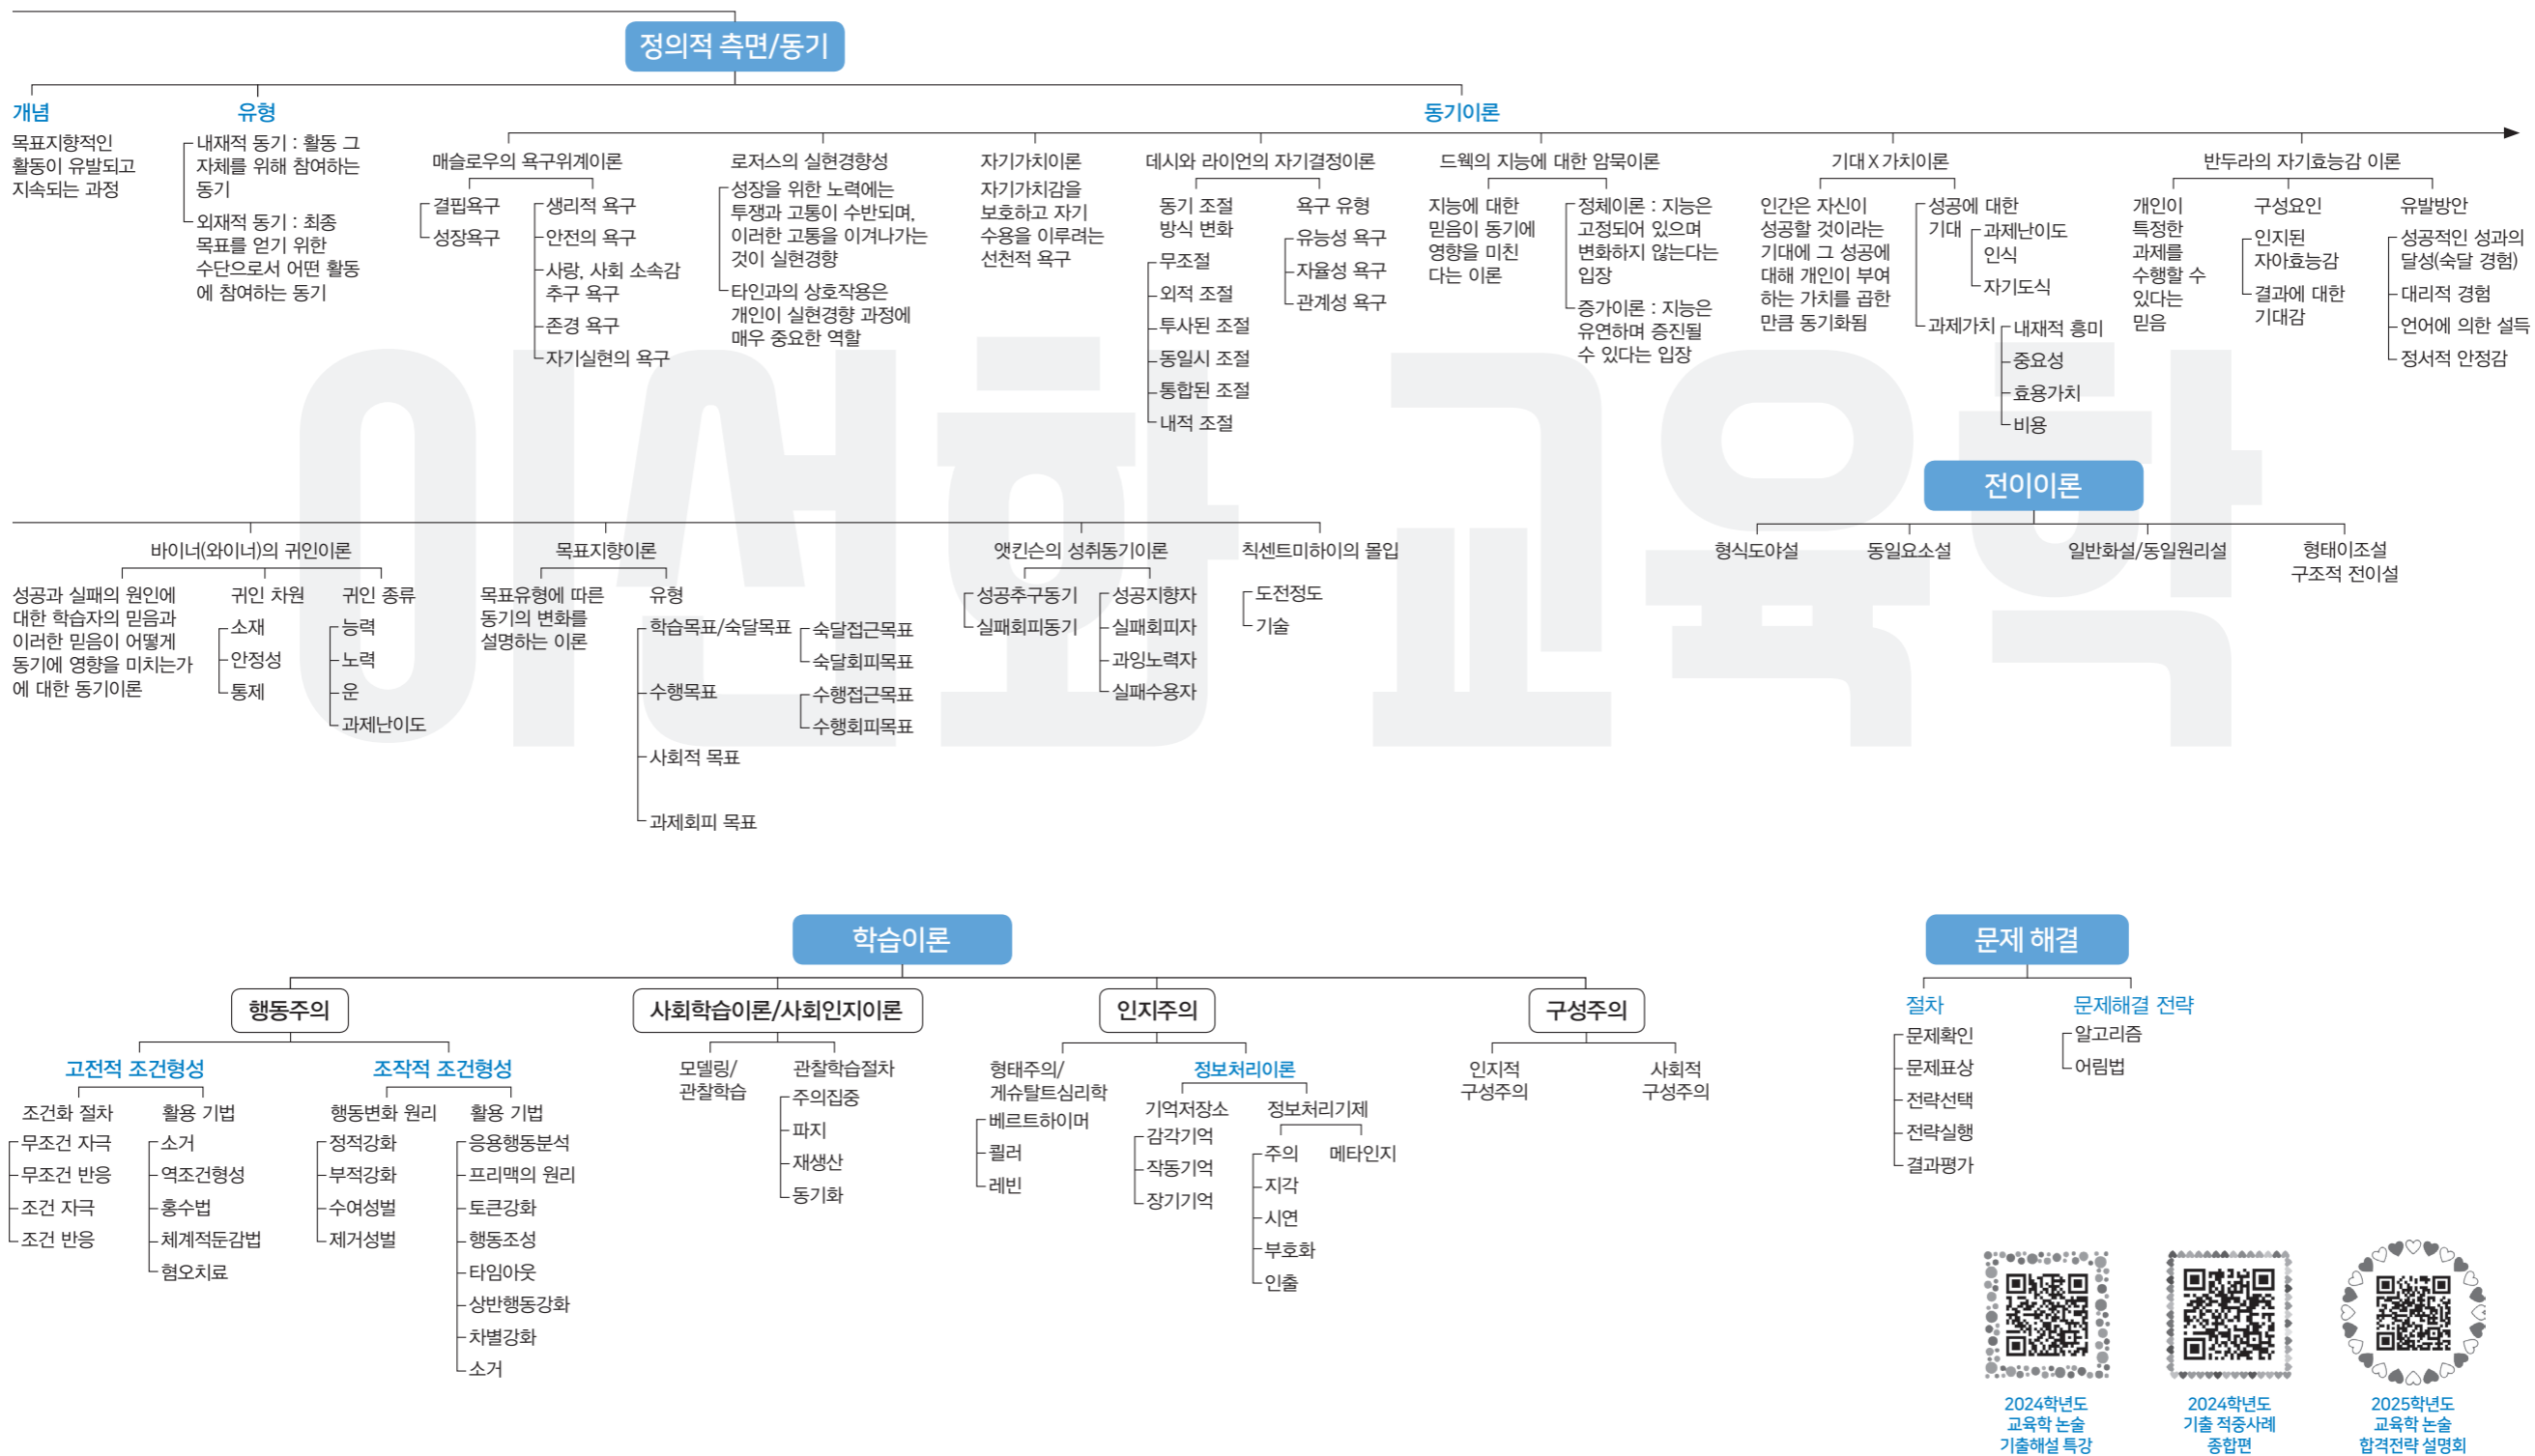 정의적 측면/동기
개념
목표지향적인
활동이 유발되고
지속되는 과정
유형
내재적 동기 : 활동 그
자체를 위해 참여하는
동기
외재적 동기 : 최종
목표를 얻기 위한
수단으로서 어떤 활동
에 참여하는 동기
동기이론
매슬로우의 욕구위계이론
결핍욕구
성장욕구
생리적 욕구
안전의 욕구
사랑, 사회 소속감
추구 욕구
존경 욕구
자기실현의 욕구
로저스의 실현경향성
성장을 위한 노력에는
투쟁과 고통이 수반되며,
이러한 고통을 이겨나가는
것이 실현경향
타인과의 상호작용은
개인이 실현경향 과정에
매우 중요한 역할
자기가치이론
자기가치감을
보호하고 자기
수용을 이루려는
선천적 욕구
데시와 라이언의 자기결정이론
동기 조절
방식 변화
무조절
외적 조절
투사된 조절
동일시 조절
통합된 조절
내적 조절
욕구 유형
유능성 욕구
자율성 욕구
관계성 욕구
드웩의 지능에 대한 암묵이론
지능에 대한
믿음이 동기에
영향을 미친
다는 이론
정체이론 : 지능은
고정되어 있으며
변화하지 않는다는
입장
증가이론 : 지능은
유연하며 증진될
수 있다는 입장
기대 X 가치이론
인간은 자신이
성공할 것이라는
기대에 그 성공에
대해 개인이 부여
하는 가치를 곱한
만큼 동기화됨
성공에 대한
기대
과제난이도
인식
자기도식
과제가치
내재적 흥미
중요성
효용가치
비용
반두라의 자기효능감 이론
개인이
특정한
과제를
수행할 수
있다는
믿음
구성요인
인지된
자아효능감
결과에 대한
기대감
유발방안
성공적인 성과의
달성(숙달 경험)
대리적 경험
언어에 의한 설득
정서적 안정감
바이너(와이너)의 귀인이론
성공과 실패의 원인에
대한 학습자의 믿음과
이러한 믿음이 어떻게
동기에 영향을 미치는가
에 대한 동기이론
귀인 차원
소재
안정성
통제
귀인 종류
능력
노력
운
과제난이도
목표지향이론
목표유형에 따른
동기의 변화를
설명하는 이론
유형
학습목표/숙달목표
숙달접근목표
숙달회피목표
수행목표
수행접근목표
수행회피목표
사회적 목표
과제회피 목표
앳킨슨의 성취동기이론
성공추구동기
실패회피동기
성공지향자
실패회피자
과잉노력자
실패수용자
칙센트미하이의 몰입
도전정도
기술
전이이론
형식도야설
동일요소설
일반화설/동일원리설
형태이조설
구조적 전이설
이선화 교육학
학습이론
행동주의
고전적 조건형성
조건화 절차
무조건 자극
무조건 반응
조건 자극
조건 반응
활용 기법
소거
역조건형성
홍수법
체계적둔감법
혐오치료
조작적 조건형성
행동변화 원리
정적강화
부적강화
수여성벌
제거성벌
활용 기법
응용행동분석
프리맥의 원리
토큰강화
행동조성
타임아웃
상반행동강화
차별강화
소거
사회학습이론/사회인지이론
모델링/
관찰학습
관찰학습절차
주의집중
파지
재생산
동기화
인지주의
형태주의/
게슈탈트심리학
베르트하이머
퀼러
레빈
정보처리이론
기억저장소
감각기억
작동기억
장기기억
정보처리기제
주의
지각
시연
부호화
인출
메타인지
구성주의
인지적
구성주의
사회적
구성주의
문제 해결
절차
문제확인
문제표상
전략선택
전략실행
결과평가
문제해결 전략
알고리즘
어림법
2024학년도
교육학 논술
기출해설 특강
2024학년도
기출 적중사례
종합편
2025학년도
교육학 논술
합격전략 설명회